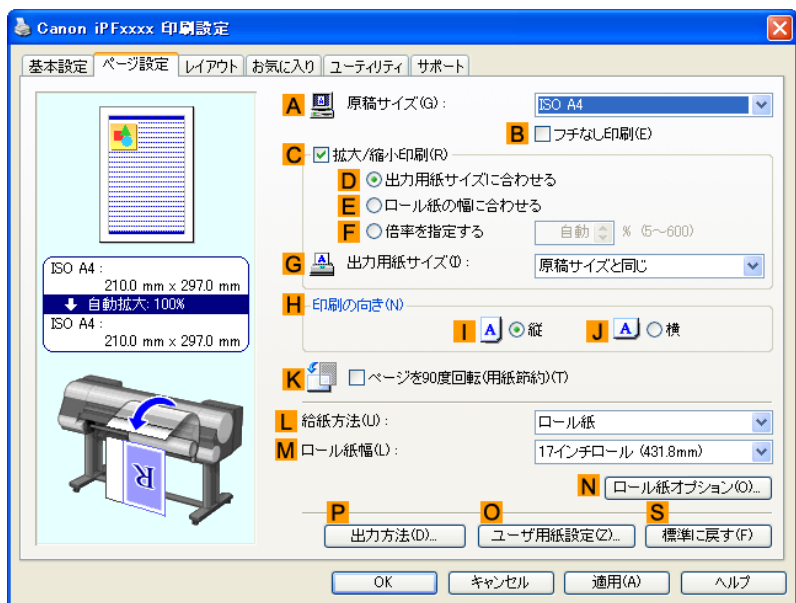 Canon iPFxxxx 印刷設定
基本設定 ページ設定 レイアウト お気に入り ユーティリティ サポート
A 原稿サイズ(G): ISO A4
B フチなし印刷(E)
C 拡大/縮小印刷(R)
D 出力用紙サイズに合わせる
E ロール紙の幅に合わせる
F 倍率を指定する 自動 % (5～600)
G 出力用紙サイズ(I): 原稿サイズと同じ
ISO A4 :
210.0 mm x 297.0 mm
自動拡大: 100%
ISO A4 :
210.0 mm x 297.0 mm
H 印刷の向き(N)
I A 縦 J A 横
K ページを90度回転(用紙節約)(T)
L 給紙方法(U): ロール紙
M ロール紙幅(L): 17インチロール (431.8mm)
R
N ロール紙オプション(O)...
P O S
出力方法(D)... ユーザ用紙設定(Z)... 標準に戻す(F)
OK キャンセル 適用(A) ヘルプ